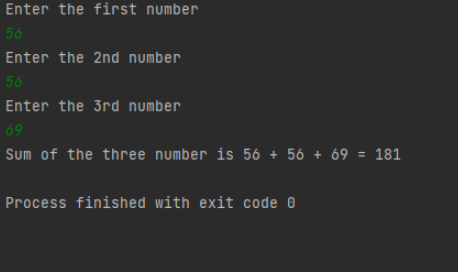 Enter the first number
56
Enter the 2nd number
56
Enter the 3rd number
69
Sum of the three number is 56 + 56 + 69 = 181
Process finished with exit code 0